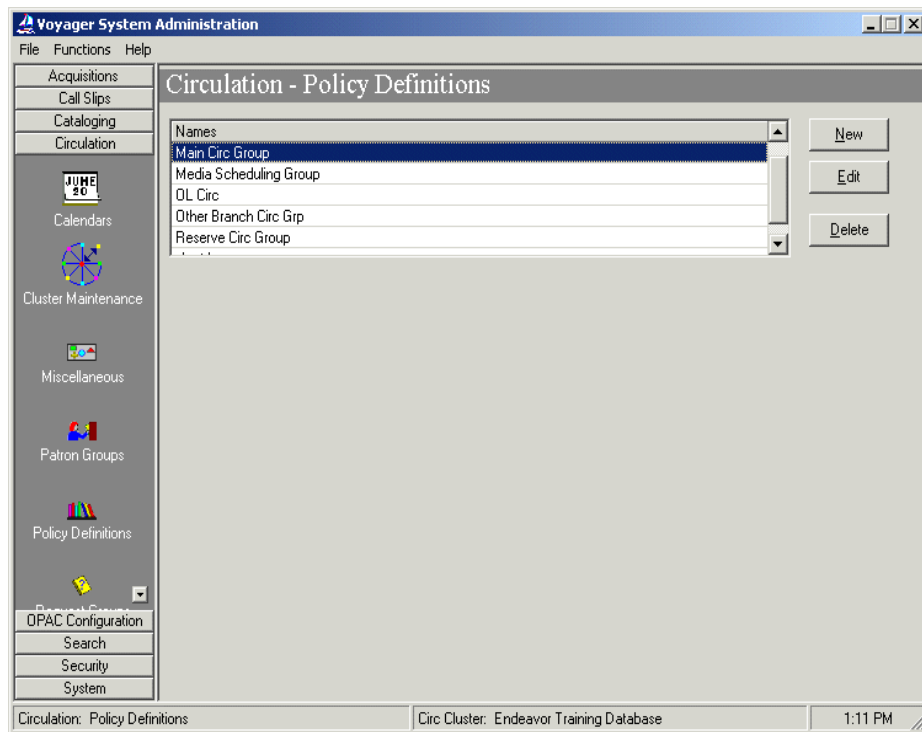 Voyager System Administration
File Functions Help
Acquisitions
Call Slips
Cataloging
Circulation
JUNE
20
Calendars
Cluster Maintenance
Miscellaneous
Patron Groups
Policy Definitions
OPAC Configuration
Search
Security
System
Circulation - Policy Definitions
Names
Main Circ Group
Media Scheduling Group
OL Circ
Other Branch Circ Grp
Reserve Circ Group
New
Edit
Delete
Circulation: Policy Definitions
Circ Cluster: Endeavor Training Database
1:11 PM